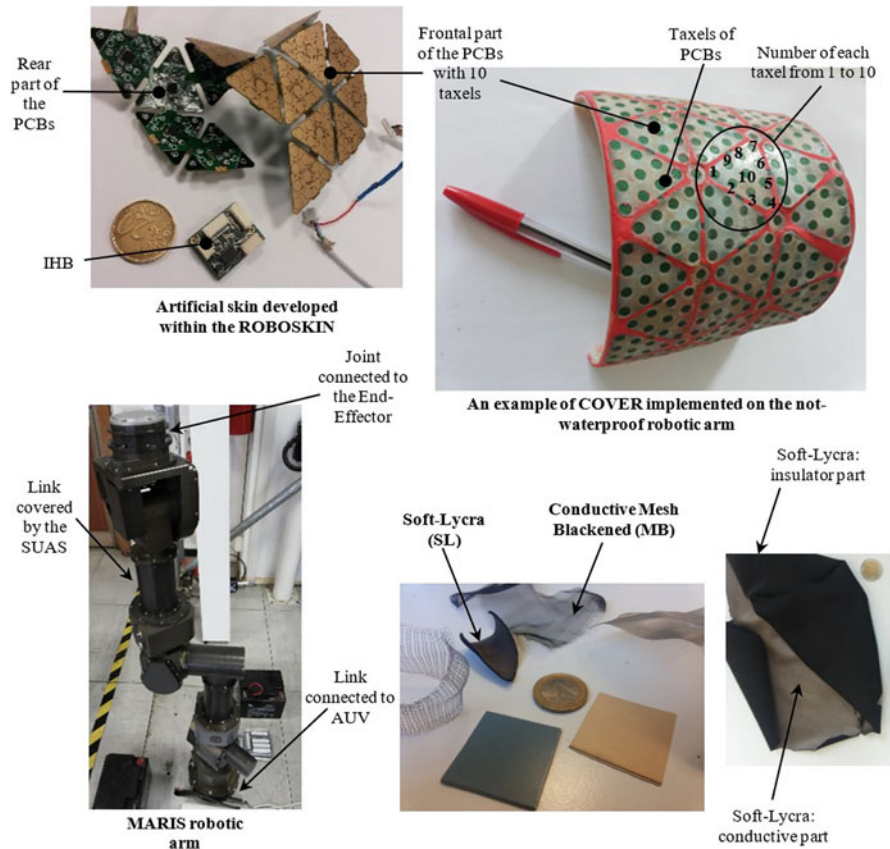 Rear
part of
the
PCBs
Frontal part
of the PCBs
with 10
taxels
Taxels of
PCBs
Number of each
taxel from 1 to 10
7
8
9
6
1
10
5
2
3
4
IHB
Artificial skin developed
within the ROBOSKIN
An example of COVER implemented on the not-
waterproof robotic arm
Joint
connected to
the End-
Effector
Link
covered by
the SUAS
Link
connected to
AUV
MARIS robotic
arm
Soft-Lycra
(SL)
Conductive Mesh
Blackened (MB)
Soft-Lycra:
insulator part
Soft-Lycra:
conductive part